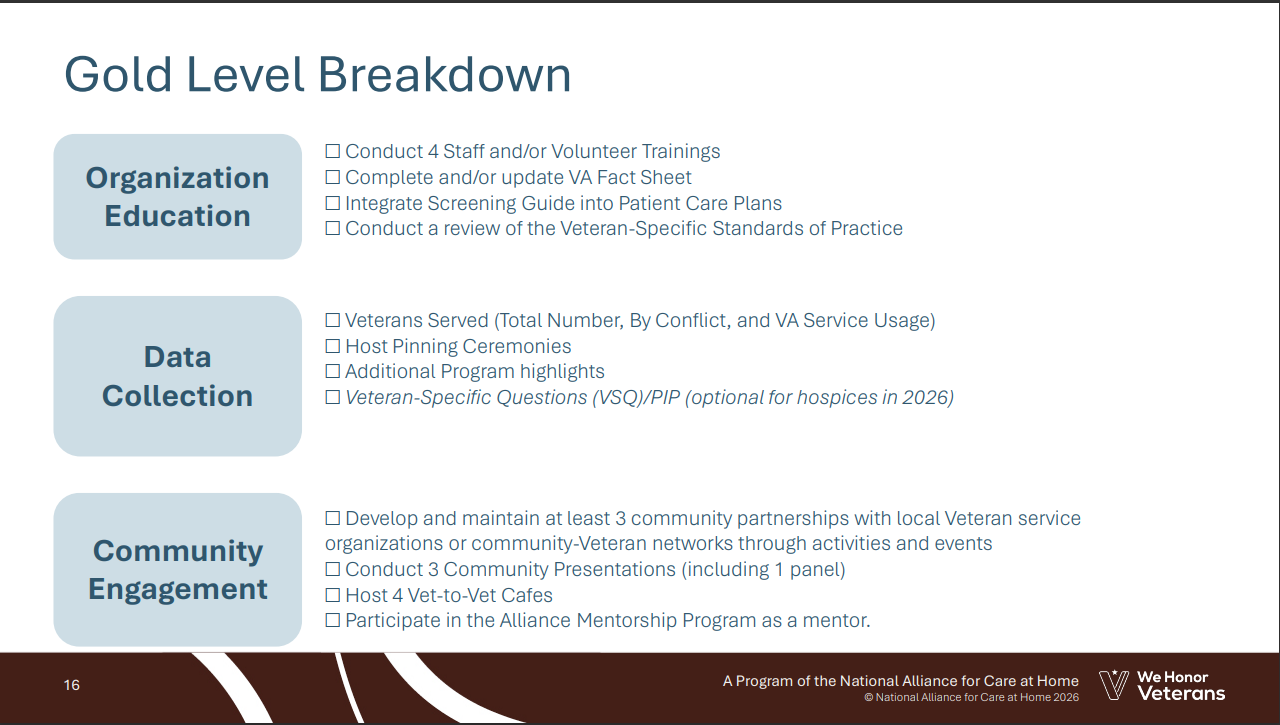 Gold Level Breakdown
Organization
Education
☐ Conduct 4 Staff and/or Volunteer Trainings
☐ Complete and/or update VA Fact Sheet
☐ Integrate Screening Guide into Patient Care Plans
☐ Conduct a review of the Veteran-Specific Standards of Practice
Data
Collection
☐ Veterans Served (Total Number, By Conflict, and VA Service Usage)
☐ Host Pinning Ceremonies
☐ Additional Program highlights
☐ Veteran-Specific Questions (VSQ)/PIP (optional for hospices in 2026)
Community
Engagement
☐ Develop and maintain at least 3 community partnerships with local Veteran service
organizations or community-Veteran networks through activities and events
☐ Conduct 3 Community Presentations (including 1 panel)
☐ Host 4 Vet-to-Vet Cafes
☐ Participate in the Alliance Mentorship Program as a mentor.
16
A Program of the National Alliance for Care at Home
© National Alliance for Care at Home 2026
We Honor
Veterans